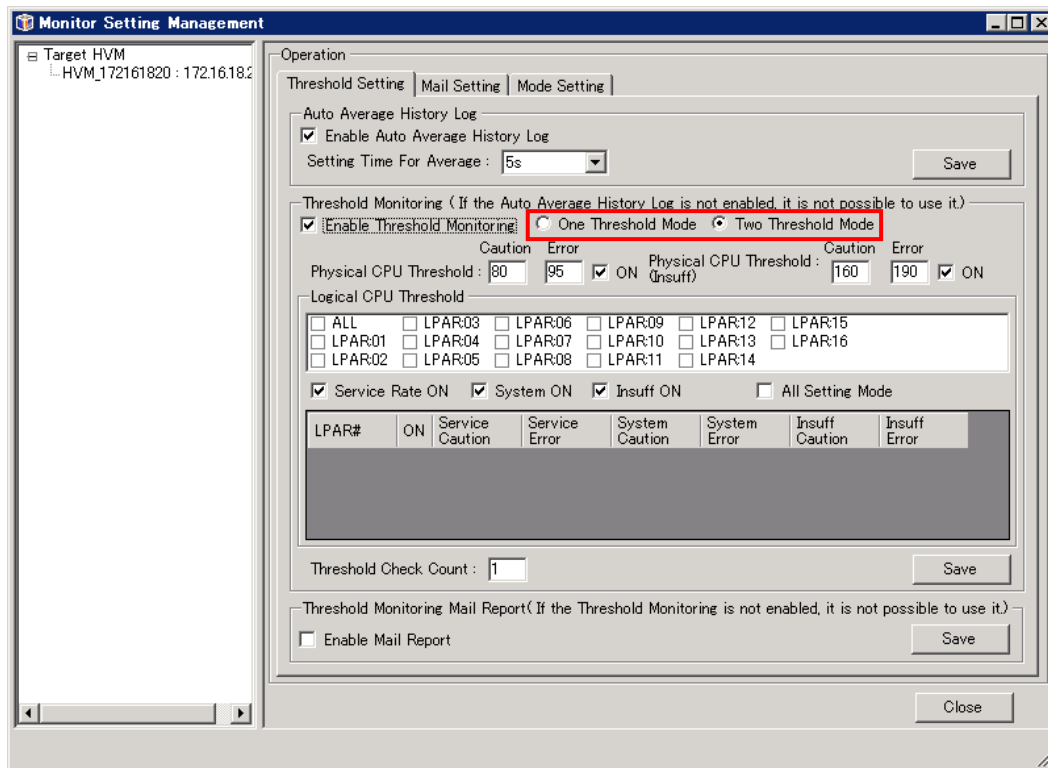 Monitor Setting Management
Target HVM
HVM_172161820 : 172.16.18.2
Operation
Threshold Setting Mail Setting Mode Setting
Auto Average History Log
Enable Auto Average History Log
Setting Time For Average : 5s Save
Threshold Monitoring ( If the Auto Average History Log is not enabled, it is not possible to use it.)
Enable Threshold Monitoring One Threshold Mode Two Threshold Mode
Caution Error Caution Error
Physical CPU Threshold : 80 95 ON Physical CPU Threshold : 160 190 ON
(Insuff)
Logical CPU Threshold
ALL LPAR:03 LPAR:06 LPAR:09 LPAR:12 LPAR:15
LPAR:01 LPAR:04 LPAR:07 LPAR:10 LPAR:13 LPAR:16
LPAR:02 LPAR:05 LPAR:08 LPAR:11 LPAR:14
Service Rate ON System ON Insuff ON All Setting Mode
LPAR# ON Service Caution Service Error System Caution System Error Insuff Caution Insuff Error
Threshold Check Count : 1 Save
Threshold Monitoring Mail Report( If the Threshold Monitoring is not enabled, it is not possible to use it.)
Enable Mail Report Save
Close